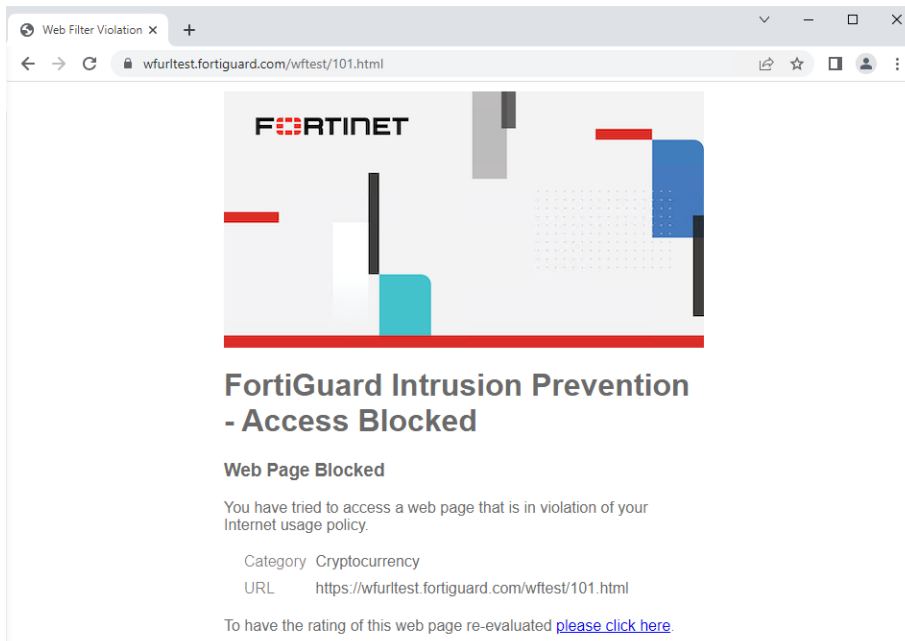 Web Filter Violation
wfurltest.fortiguard.com/wftest/101.html
FORTINET
FortiGuard Intrusion Prevention
- Access Blocked
Web Page Blocked
You have tried to access a web page that is in violation of your
Internet usage policy.
Category Cryptocurrency
URL https://wfurltest.fortiguard.com/wftest/101.html
To have the rating of this web page re-evaluated please click here.